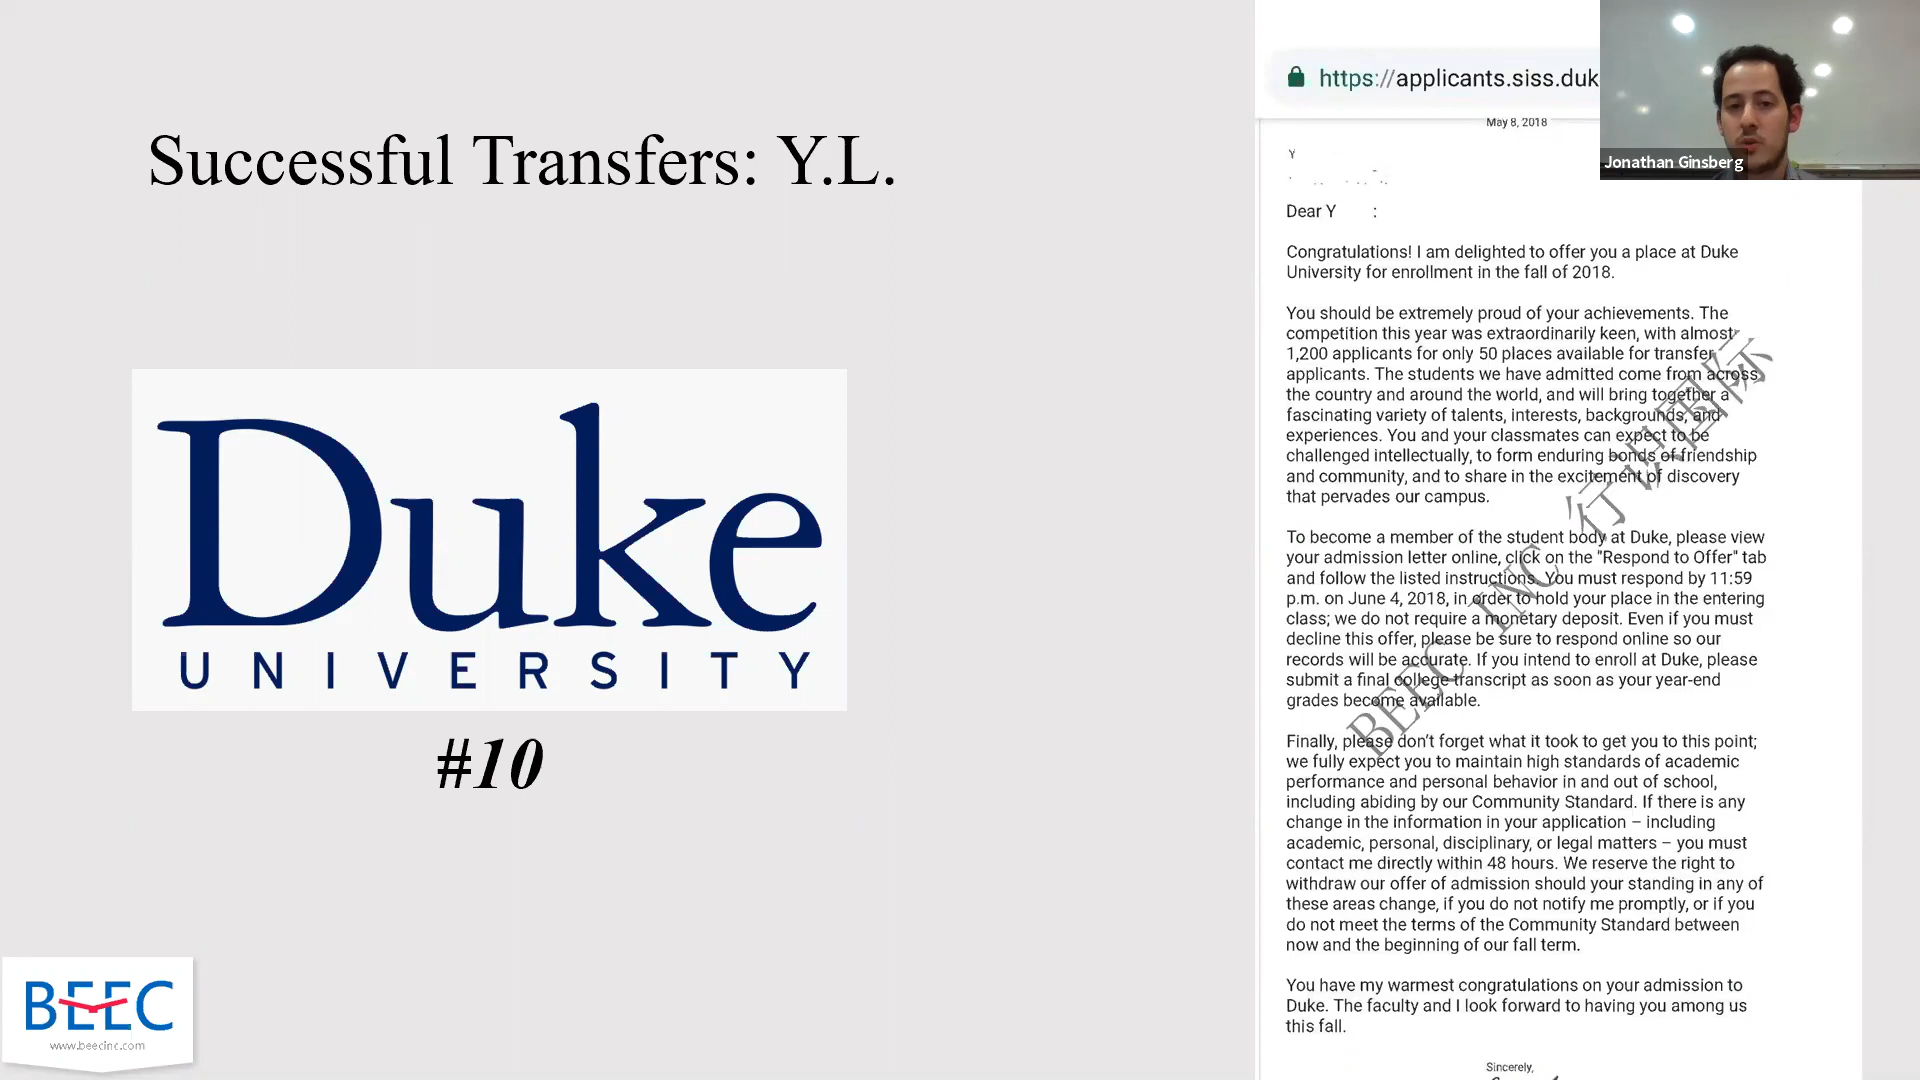 Successful Transfers: Y.L.
Duke
UNIVERSITY
#10
BEEC
www.beecinc.com
https://applicants.siss.duk
Jonathan Ginsberg
May 8, 2018
Y
Dear Y :
Congratulations! I am delighted to offer you a place at Duke
University for enrollment in the fall of 2018.
You should be extremely proud of your achievements. The
competition this year was extraordinarily keen, with almost
1,200 applicants for only 50 places available for transfer
applicants. The students we have admitted come from across
the country and around the world, and will bring together a
fascinating variety of talents, interests, backgrounds, and
experiences. You and your classmates can expect to be
challenged intellectually, to form enduring bonds of friendship
and community, and to share in the excitement of discovery
that pervades our campus.
To become a member of the student body at Duke, please view
your admission letter online, click on the "Respond to Offer" tab
and follow the listed instructions. You must respond by 11:59
p.m. on June 4, 2018, in order to hold your place in the entering
class; we do not require a monetary deposit. Even if you must
decline this offer, please be sure to respond online so our
records will be accurate. If you intend to enroll at Duke, please
submit a final college transcript as soon as your year-end
grades become available.
Finally, please don’t forget what it took to get you to this point;
we fully expect you to maintain high standards of academic
performance and personal behavior in and out of school,
including abiding by our Community Standard. If there is any
change in the information in your application – including
academic, personal, disciplinary, or legal matters – you must
contact me directly within 48 hours. We reserve the right to
withdraw our offer of admission should your standing in any of
these areas change, if you do not notify me promptly, or if you
do not meet the terms of the Community Standard between
now and the beginning of our fall term.
You have my warmest congratulations on your admission to
Duke. The faculty and I look forward to having you among us
this fall.
Sincerely,
BEEC INC 行识国际